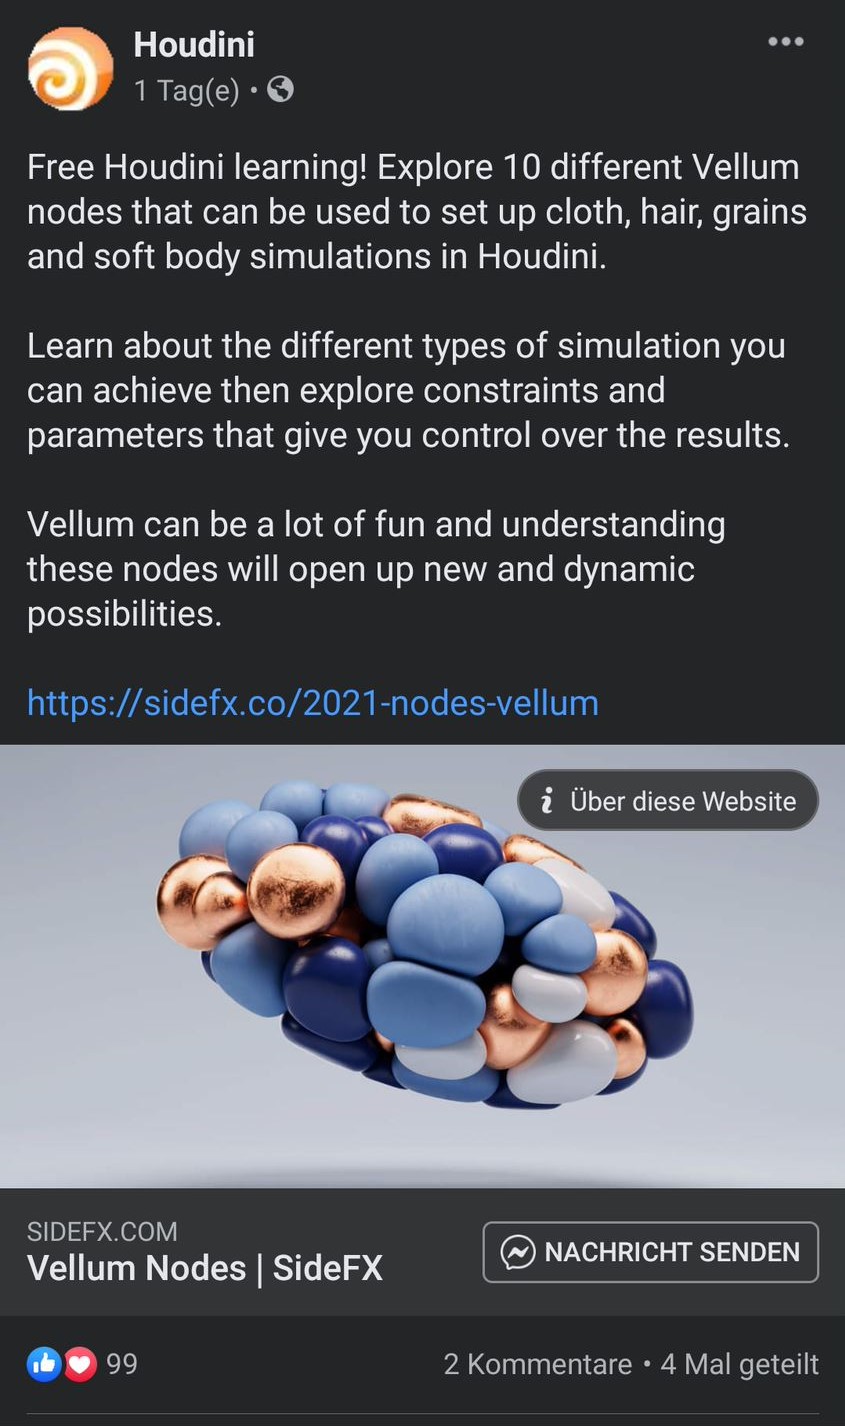 Houdini
1 Tag(e) •
Free Houdini learning! Explore 10 different Vellum
nodes that can be used to set up cloth, hair, grains
and soft body simulations in Houdini.
Learn about the different types of simulation you
can achieve then explore constraints and
parameters that give you control over the results.
Vellum can be a lot of fun and understanding
these nodes will open up new and dynamic
possibilities.
https://sidefx.co/2021-nodes-vellum
i Über diese Website
SIDEFX.COM
Vellum Nodes | SideFX
NACHRICHT SENDEN
99
2 Kommentare • 4 Mal geteilt